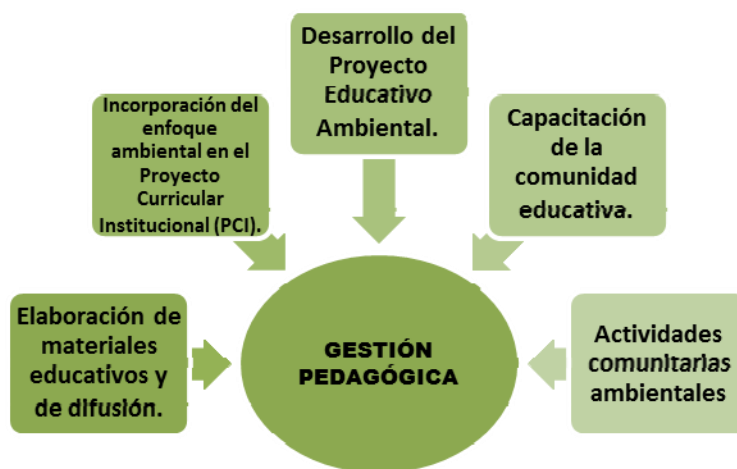 Desarrollo del
Proyecto
Educativo
Ambiental.
Incorporación del
enfoque
ambiental en el
Proyecto
Curricular
Institucional (PCI).
Capacitación
de la
comunidad
educativa.
Elaboración de
materiales
educativos y
de difusión.
GESTIÓN
PEDAGÓGICA
Actividades
comunitarias
ambientales